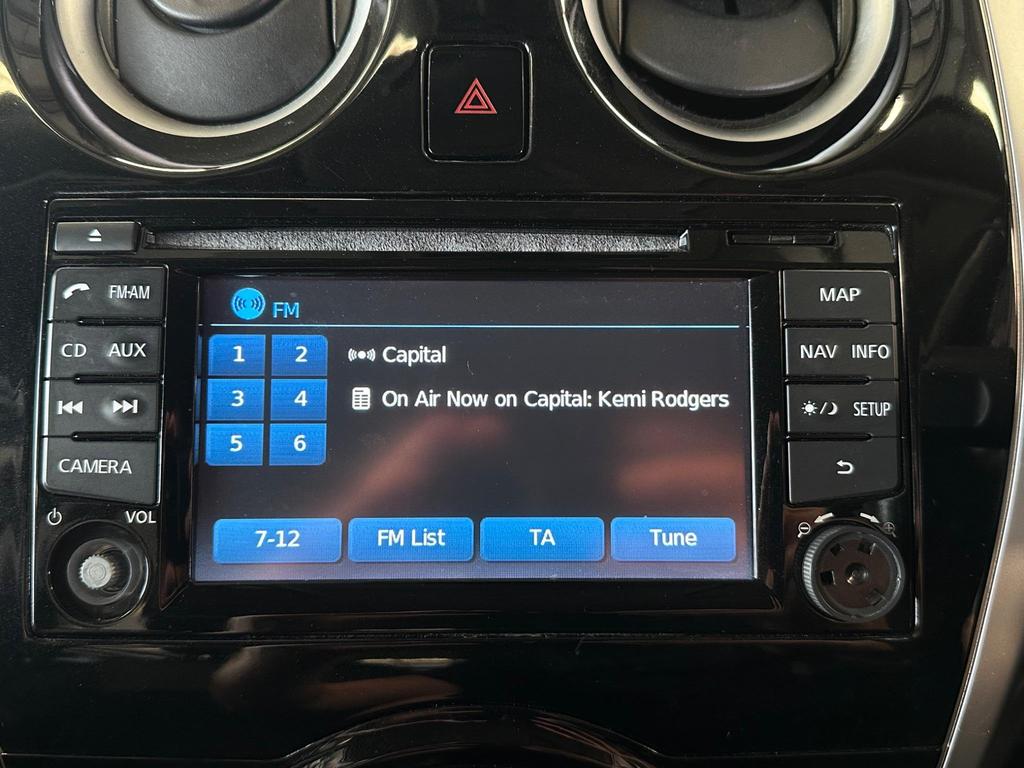 FM-AM
CD AUX
CAMERA
VOL
FM
1 2
3 4
5 6
Capital
On Air Now on Capital: Kemi Rodgers
7-12 FM List TA Tune
MAP
NAV INFO
SETUP